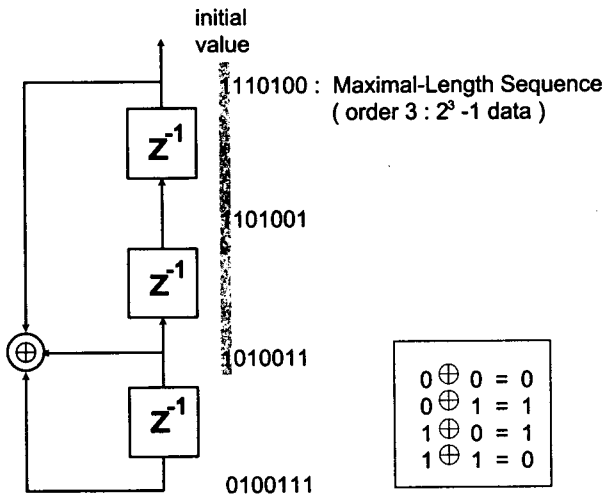 initial
value
1110100 : Maximal-Length Sequence
( order 3 : 2³ -1 data )
Z⁻¹
1101001
Z⁻¹
⊕
1010011
Z⁻¹
0100111
0 ⊕ 0 = 0
0 ⊕ 1 = 1
1 ⊕ 0 = 1
1 ⊕ 1 = 0